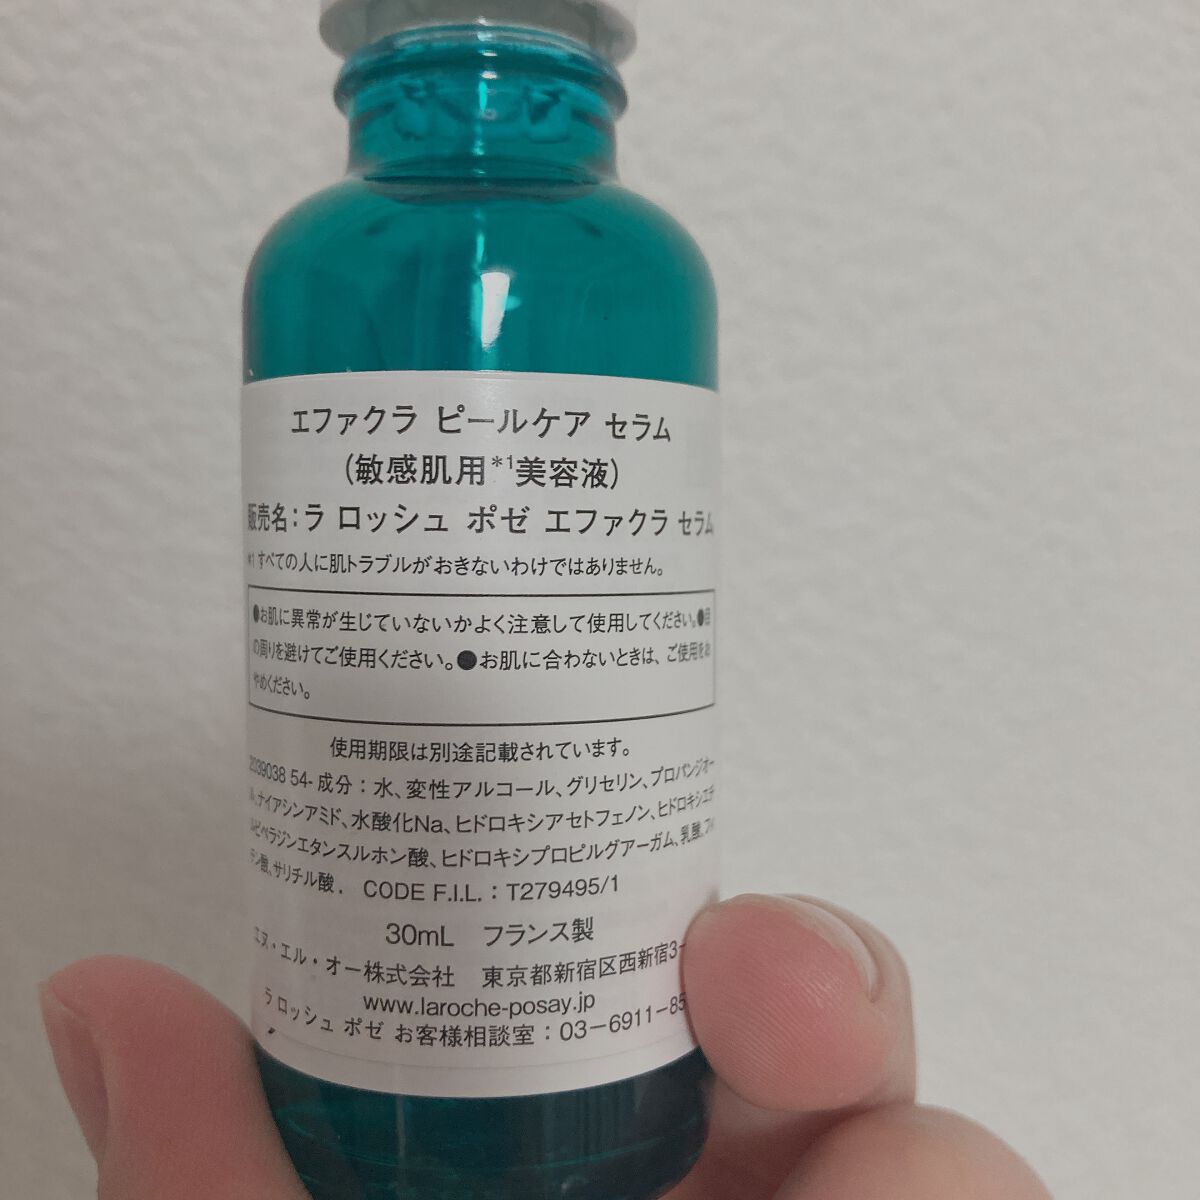 エファクラ ピールケア セラム
(敏感肌用*1美容液)
販売名:ラ ロッシュ ポゼ エファクラ セラム
*1 すべての人に肌トラブルがおきないわけではありません。
●お肌に異常が生じていないかよく注意して使用してください。●目
の周りを避けてご使用ください。●お肌に合わないときは、ご使用をお
やめください。
使用期限は別途記載されています。
2039038 54-成分:水、変性アルコール、グリセリン、プロパンジオー
ル、ナイアシンアミド、水酸化Na、ヒドロキシアセトフェノン、ヒドロキシエチ
ルピペラジンエタンスルホン酸、ヒドロキシプロピルグアーガム、乳酸、フィ
チン酸、サリチル酸. CODE F.I.L.:T279495/1
30mL フランス製
エヌ・エル・オー株式会社 東京都新宿区西新宿3-
www.laroche-posay.jp
ラ ロッシュ ポゼ お客様相談室:03-6911-85